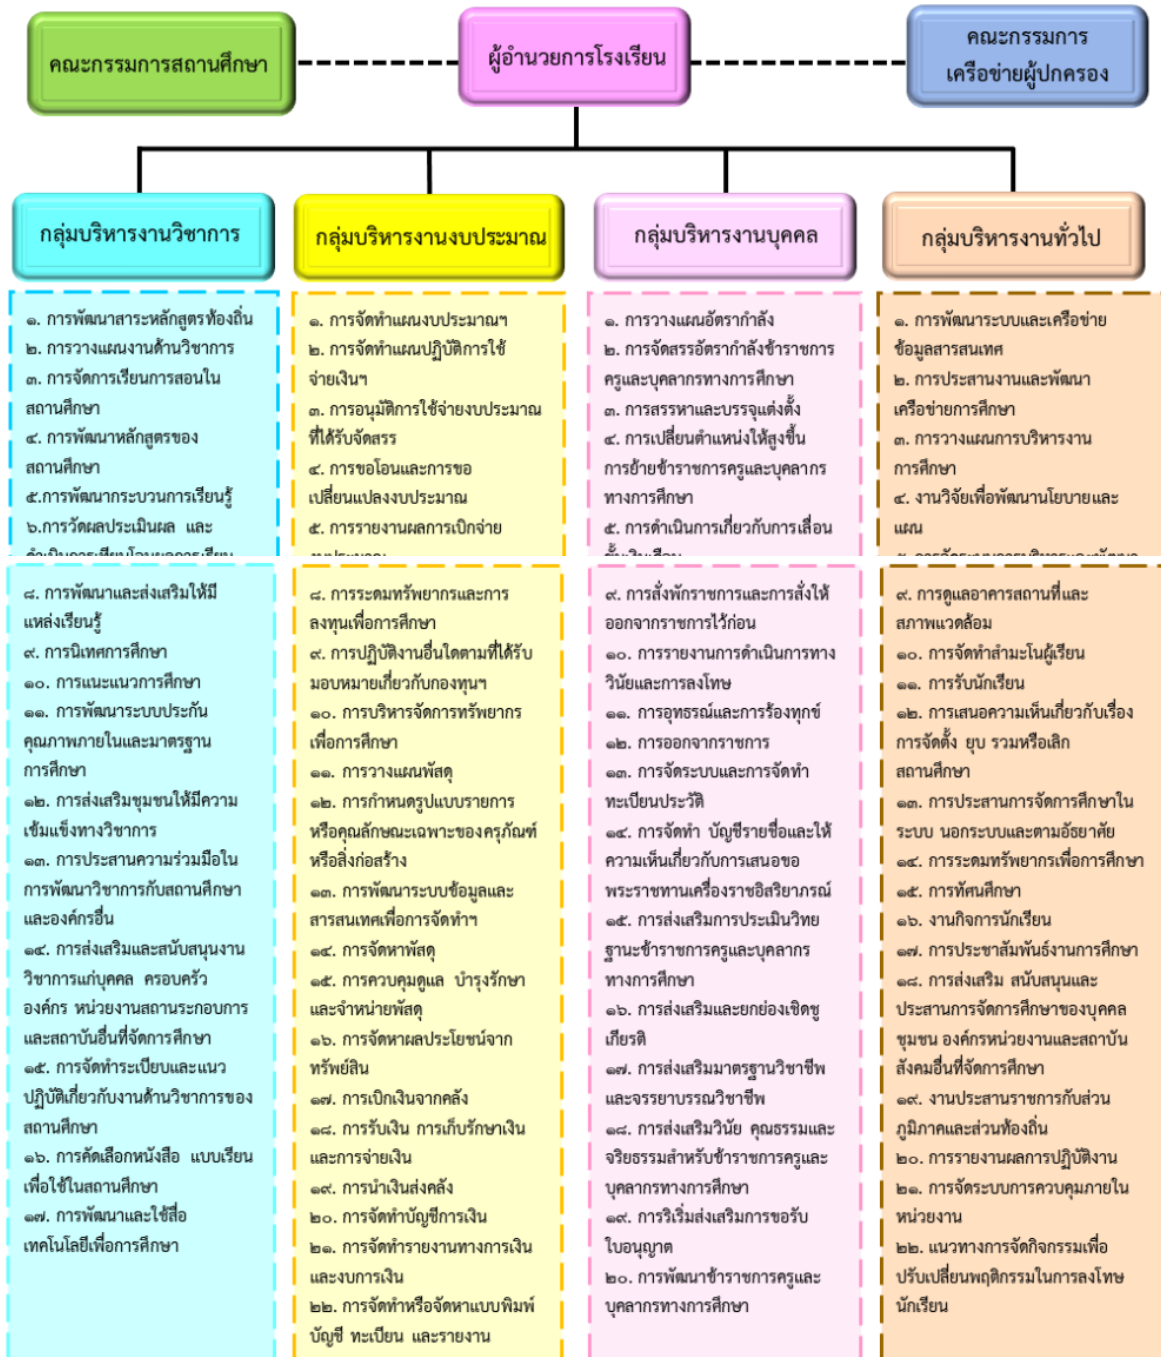 คณะกรรมการสถานศึกษา
ผู้อำนวยการโรงเรียน
คณะกรรมการ
เครือข่ายผู้ปกครอง
กลุ่มบริหารงานวิชาการ
กลุ่มบริหารงานงบประมาณ
กลุ่มบริหารงานบุคคล
กลุ่มบริหารงานทั่วไป
๑. การพัฒนาสาระหลักสูตรท้องถิ่น
๒. การวางแผนงานด้านวิชาการ
๓. การจัดการเรียนการสอนใน
สถานศึกษา
๔. การพัฒนาหลักสูตรของ
สถานศึกษา
๕.การพัฒนากระบวนการเรียนรู้
๖.การวัดผลประเมินผล และ
ดำเนินการเทียบโอนผลการเรียน
๘. การพัฒนาและส่งเสริมให้มี
แหล่งเรียนรู้
๙. การนิเทศการศึกษา
๑๐. การแนะแนวการศึกษา
๑๑. การพัฒนาระบบประกัน
คุณภาพภายในและมาตรฐาน
การศึกษา
๑๒. การส่งเสริมชุมชนให้มีความ
เข้มแข็งทางวิชาการ
๑๓. การประสานความร่วมมือใน
การพัฒนาวิชาการกับสถานศึกษา
และองค์กรอื่น
๑๔. การส่งเสริมและสนับสนุนงาน
วิชาการแก่บุคคล ครอบครัว
องค์กร หน่วยงานสถานระกอบการ
และสถาบันอื่นที่จัดการศึกษา
๑๕. การจัดทำระเบียบและแนว
ปฏิบัติเกี่ยวกับงานด้านวิชาการของ
สถานศึกษา
๑๖. การคัดเลือกหนังสือ แบบเรียน
เพื่อใช้ในสถานศึกษา
๑๗. การพัฒนาและใช้สื่อ
เทคโนโลยีเพื่อการศึกษา
๑. การจัดทำแผนงบประมาณฯ
๒. การจัดทำแผนปฏิบัติการใช้
จ่ายเงินฯ
๓. การอนุมัติการใช้จ่ายงบประมาณ
ที่ได้รับจัดสรร
๔. การขอโอนและการขอ
เปลี่ยนแปลงงบประมาณ
๕. การรายงานผลการเบิกจ่าย
งบประมาณ
๘. การระดมทรัพยากรและการ
ลงทุนเพื่อการศึกษา
๙. การปฏิบัติงานอื่นใดตามที่ได้รับ
มอบหมายเกี่ยวกับกองทุนฯ
๑๐. การบริหารจัดการทรัพยากร
เพื่อการศึกษา
๑๑. การวางแผนพัสดุ
๑๒. การกำหนดรูปแบบรายการ
หรือคุณลักษณะเฉพาะของครุภัณฑ์
หรือสิ่งก่อสร้าง
๑๓. การพัฒนาระบบข้อมูลและ
สารสนเทศเพื่อการจัดทำฯ
๑๔. การจัดหาพัสดุ
๑๕. การควบคุมดูแล บำรุงรักษา
และจำหน่ายพัสดุ
๑๖. การจัดหาผลประโยชน์จาก
ทรัพย์สิน
๑๗. การเบิกเงินจากคลัง
๑๘. การรับเงิน การเก็บรักษาเงิน
และการจ่ายเงิน
๑๙. การนำเงินส่งคลัง
๒๐. การจัดทำบัญชีการเงิน
๒๑. การจัดทำรายงานทางการเงิน
และงบการเงิน
๒๒. การจัดทำหรือจัดหาแบบพิมพ์
บัญชี ทะเบียน และรายงาน
๑. การวางแผนอัตรากำลัง
๒. การจัดสรรอัตรากำลังข้าราชการ
ครูและบุคลากรทางการศึกษา
๓. การสรรหาและบรรจุแต่งตั้ง
๔. การเปลี่ยนตำแหน่งให้สูงขึ้น
การย้ายข้าราชการครูและบุคลากร
ทางการศึกษา
๕. การดำเนินการเกี่ยวกับการเลื่อน
ขั้นเงินเดือน
๙. การสั่งพักราชการและการสั่งให้
ออกจากราชการไว้ก่อน
๑๐. การรายงานการดำเนินการทาง
วินัยและการลงโทษ
๑๑. การอุทธรณ์และการร้องทุกข์
๑๒. การออกจากราชการ
๑๓. การจัดระบบและการจัดทำ
ทะเบียนประวัติ
๑๔. การจัดทำ บัญชีรายชื่อและให้
ความเห็นเกี่ยวกับการเสนอขอ
พระราชทานเครื่องราชอิสริยาภรณ์
๑๕. การส่งเสริมการประเมินวิทย
ฐานะข้าราชการครูและบุคลากร
ทางการศึกษา
๑๖. การส่งเสริมและยกย่องเชิดชู
เกียรติ
๑๗. การส่งเสริมมาตรฐานวิชาชีพ
และจรรยาบรรณวิชาชีพ
๑๘. การส่งเสริมวินัย คุณธรรมและ
จริยธรรมสำหรับข้าราชการครูและ
บุคลากรทางการศึกษา
๑๙. การริเริ่มส่งเสริมการขอรับ
ใบอนุญาต
๒๐. การพัฒนาข้าราชการครูและ
บุคลากรทางการศึกษา
๑. การพัฒนาระบบและเครือข่าย
ข้อมูลสารสนเทศ
๒. การประสานงานและพัฒนา
เครือข่ายการศึกษา
๓. การวางแผนการบริหารงาน
การศึกษา
๔. งานวิจัยเพื่อพัฒนานโยบายและ
แผน
๕. การจัดระบบการบริหารและพัฒนา
๙. การดูแลอาคารสถานที่และ
สภาพแวดล้อม
๑๐. การจัดทำสำมะโนผู้เรียน
๑๑. การรับนักเรียน
๑๒. การเสนอความเห็นเกี่ยวกับเรื่อง
การจัดตั้ง ยุบ รวมหรือเลิก
สถานศึกษา
๑๓. การประสานการจัดการศึกษาใน
ระบบ นอกระบบและตามอัธยาศัย
๑๔. การระดมทรัพยากรเพื่อการศึกษา
๑๕. การทัศนศึกษา
๑๖. งานกิจการนักเรียน
๑๗. การประชาสัมพันธ์งานการศึกษา
๑๘. การส่งเสริม สนับสนุนและ
ประสานการจัดการศึกษาของบุคคล
ชุมชน องค์กรหน่วยงานและสถาบัน
สังคมอื่นที่จัดการศึกษา
๑๙. งานประสานราชการกับส่วน
ภูมิภาคและส่วนท้องถิ่น
๒๐. การรายงานผลการปฏิบัติงาน
๒๑. การจัดระบบการควบคุมภายใน
หน่วยงาน
๒๒. แนวทางการจัดกิจกรรมเพื่อ
ปรับเปลี่ยนพฤติกรรมในการลงโทษ
นักเรียน